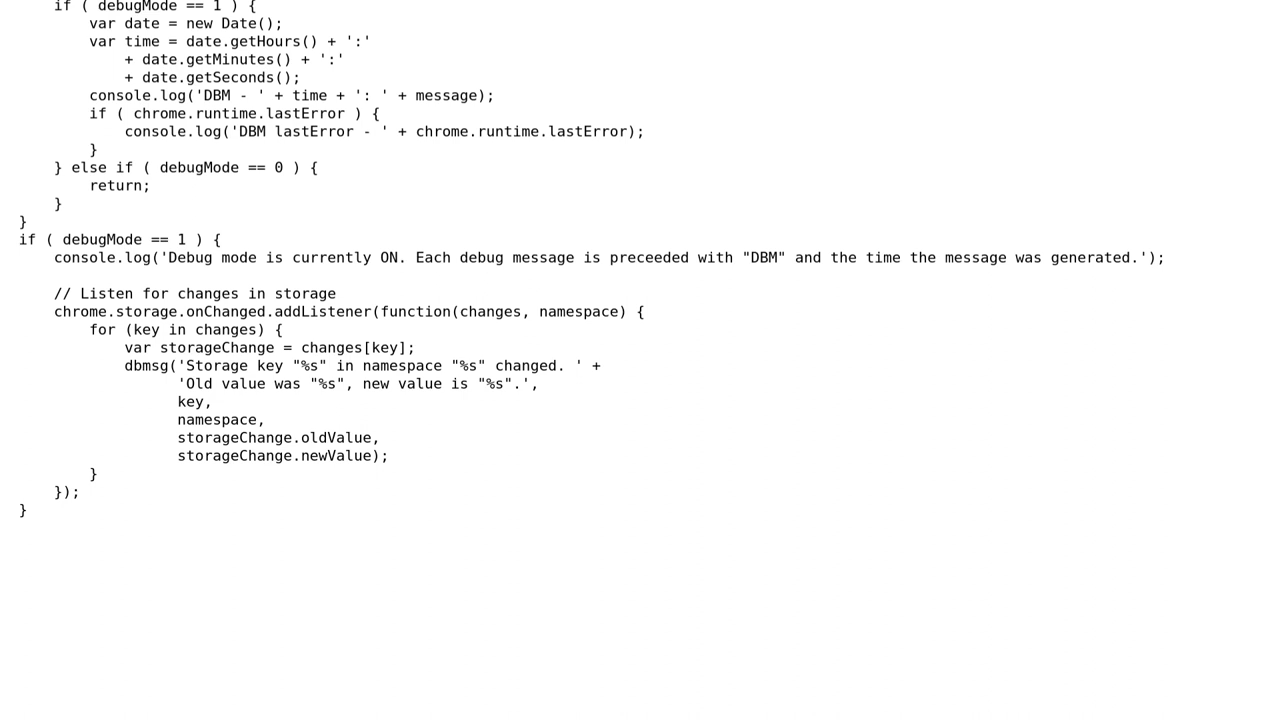 if ( debugMode == 1 ) {
        var date = new Date();
        var time = date.getHours() + ':'
            + date.getMinutes() + ':'
            + date.getSeconds();
        console.log('DBM - ' + time + ': ' + message);
        if ( chrome.runtime.lastError ) {
            console.log('DBM lastError - ' + chrome.runtime.lastError);
        }
    } else if ( debugMode == 0 ) {
        return;
    }
}
if ( debugMode == 1 ) {
    console.log('Debug mode is currently ON. Each debug message is preceeded with "DBM" and the time the message was generated.');

    // Listen for changes in storage
    chrome.storage.onChanged.addListener(function(changes, namespace) {
        for (key in changes) {
            var storageChange = changes[key];
            dbmsg('Storage key "%s" in namespace "%s" changed. ' +
                  'Old value was "%s", new value is "%s".',
                  key,
                  namespace,
                  storageChange.oldValue,
                  storageChange.newValue);
        }
    });
}